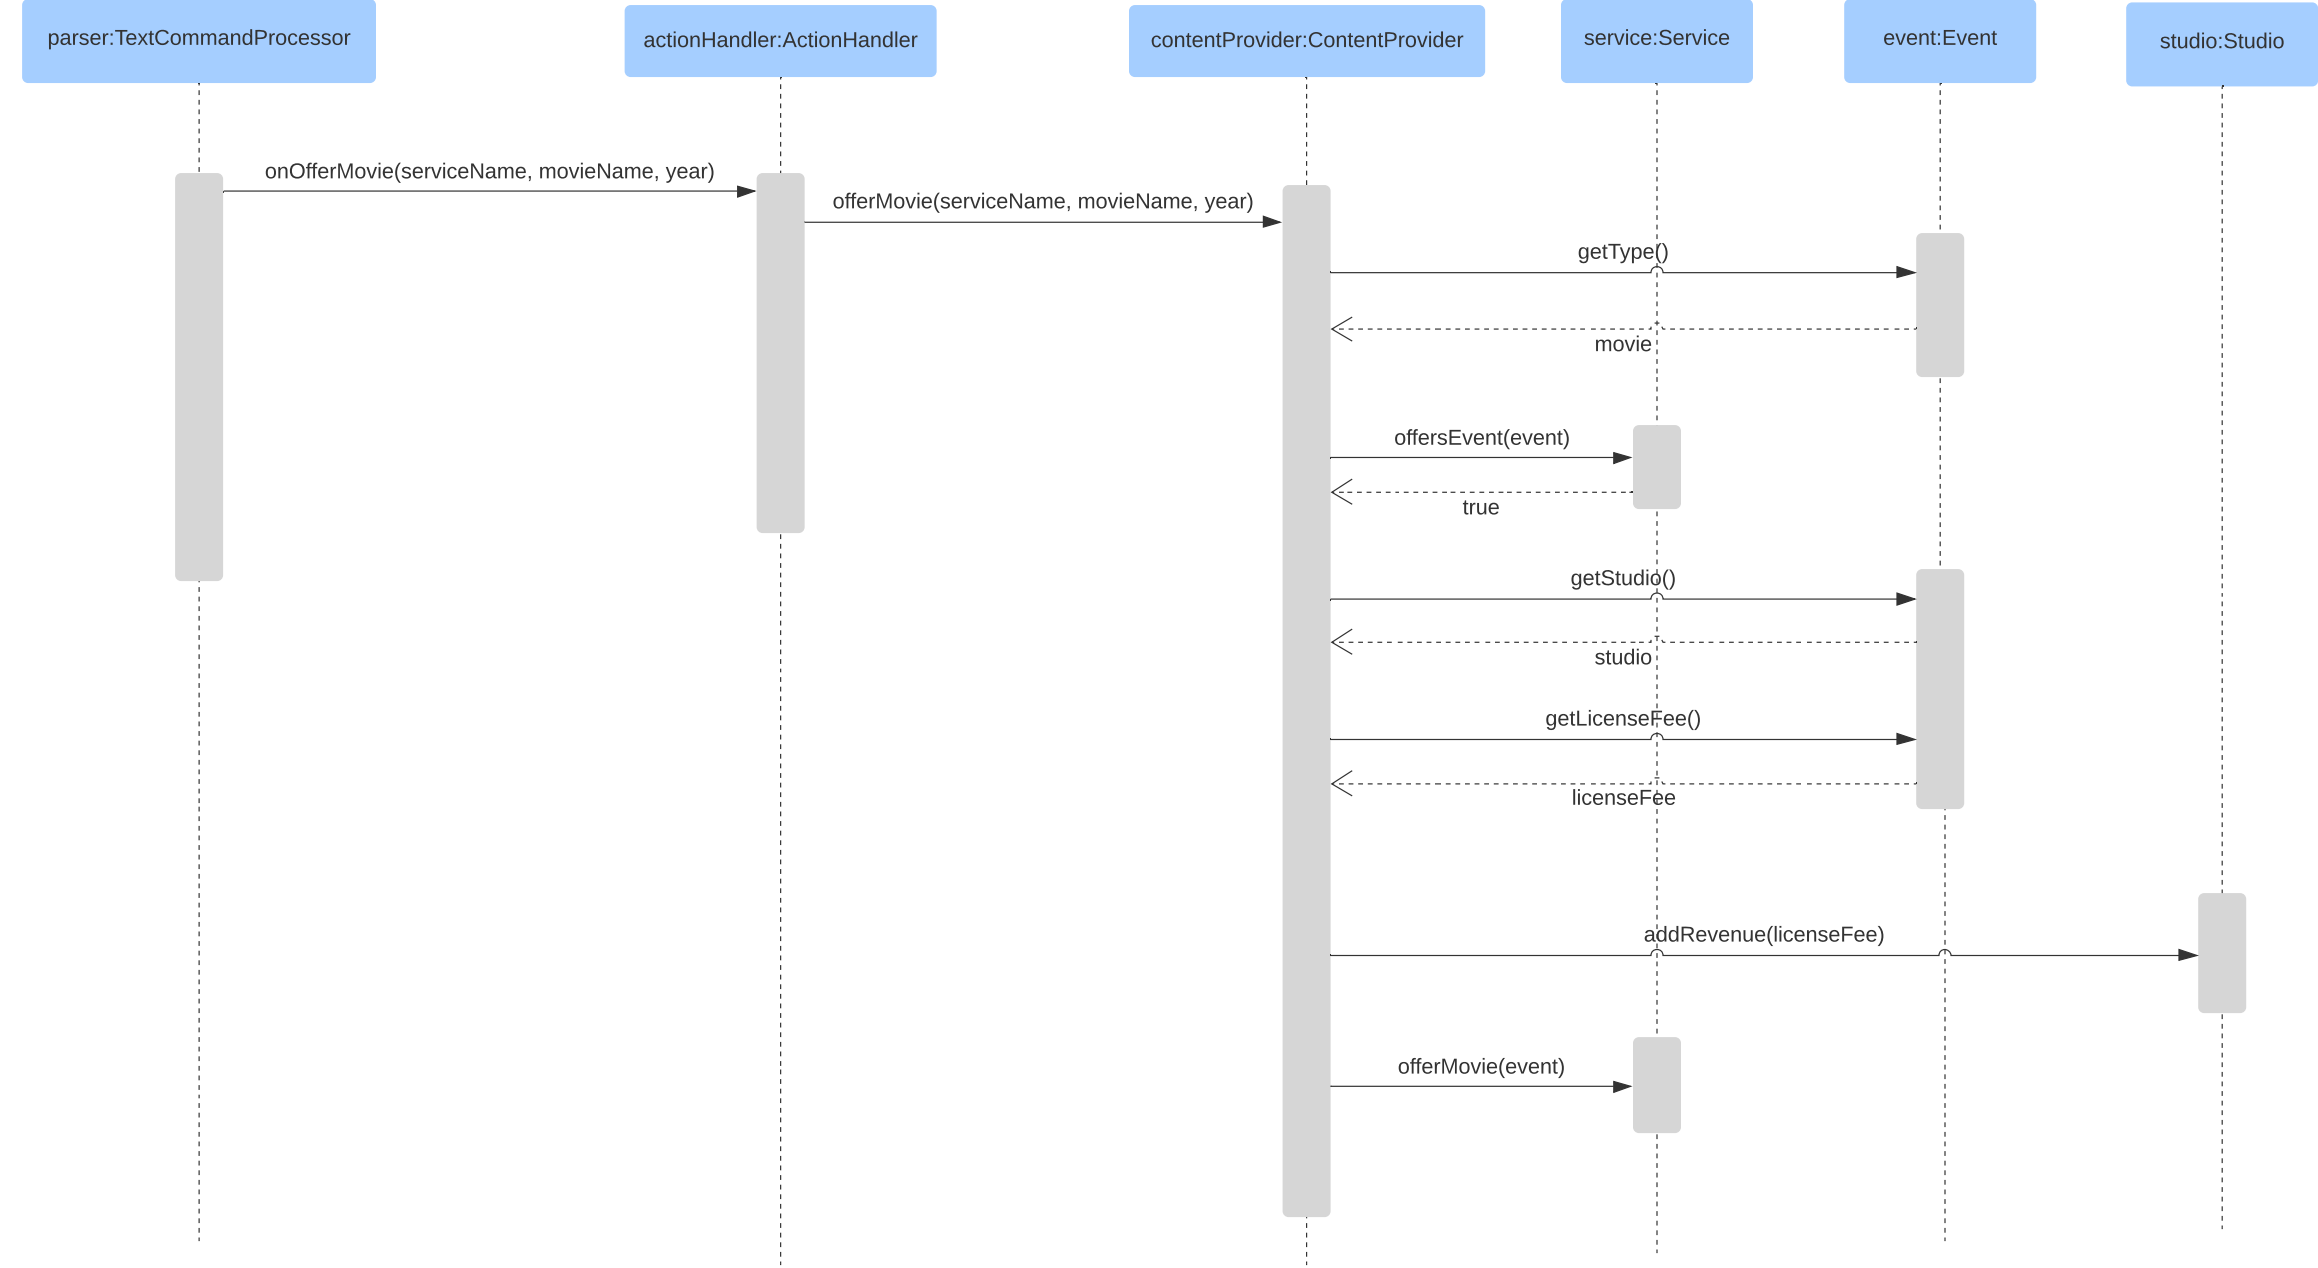 parser:TextCommandProcessor
actionHandler:ActionHandler
contentProvider:ContentProvider
service:Service
event:Event
studio:Studio
onOfferMovie(serviceName, movieName, year)
offerMovie(serviceName, movieName, year)
getType()
movie
offersEvent(event)
true
getStudio()
studio
getLicenseFee()
licenseFee
addRevenue(licenseFee)
offerMovie(event)